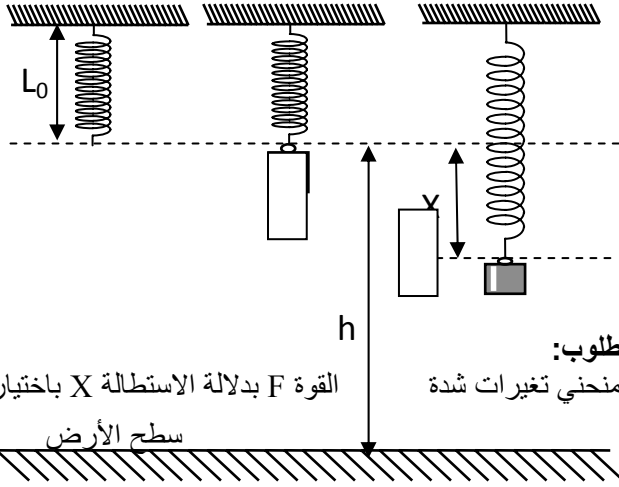 L0
X
h
طلوب:
منحني تغيرات شدة القوة F بدلالة الاستطالة X باختيار
سطح الأرض